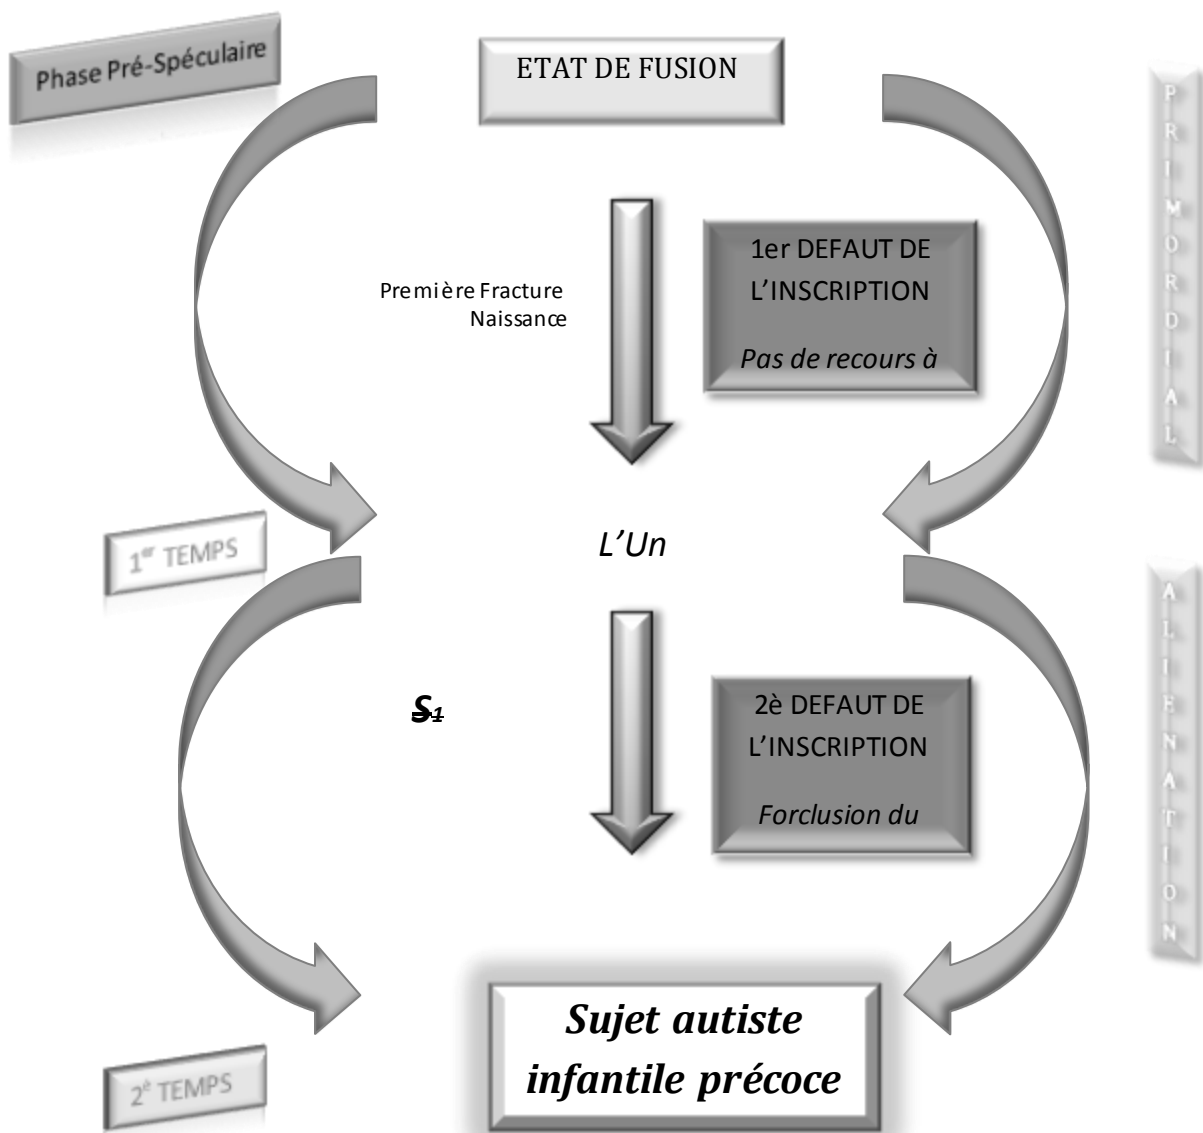 Phase Pré-Spéculaire
ETAT DE FUSION
PRIMORDIAL
Première Fracture
Naissance
1er DEFAUT DE
L’INSCRIPTION
Pas de recours à
1er TEMPS
L’Un
ALIENATION
S1
2è DEFAUT DE
L’INSCRIPTION
Forclusion du
Sujet autiste
infantile précoce
2è TEMPS